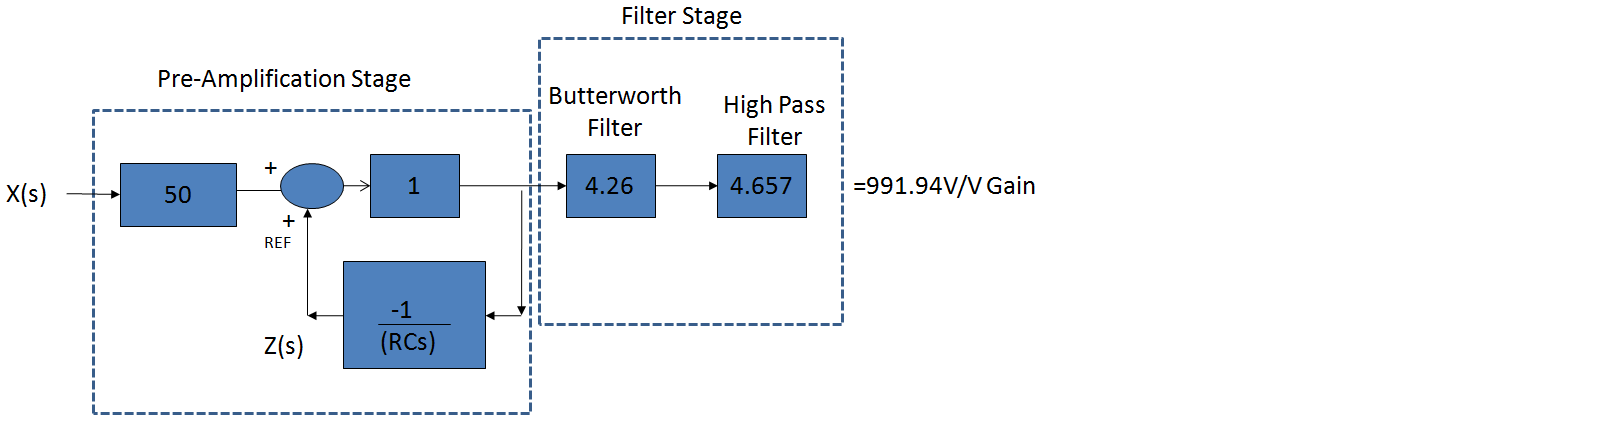 Filter Stage
Pre-Amplification Stage
Butterworth
Filter
High Pass
Filter
X(s)
50
+
1
4.26
4.657
=991.94V/V Gain
+
REF
-1
(RCs)
Z(s)